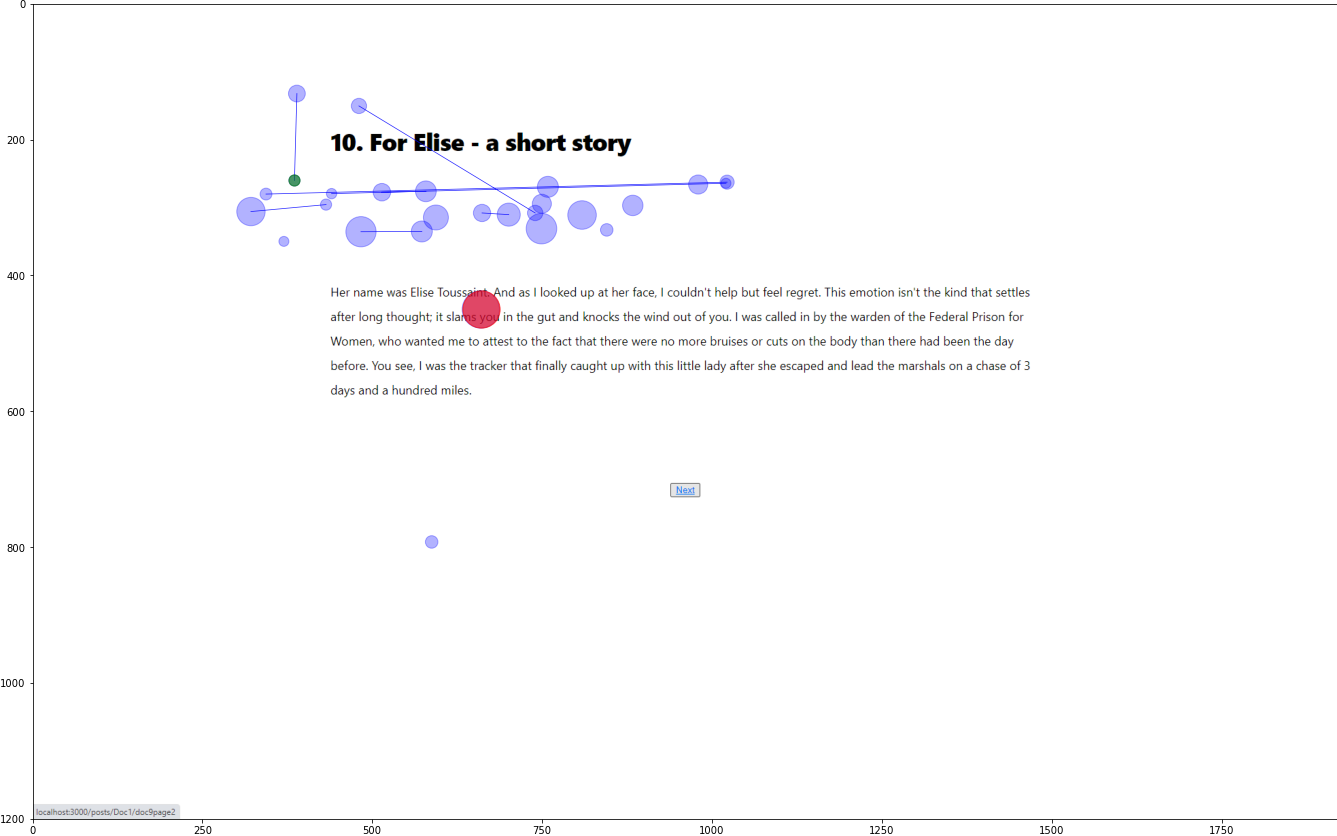 0
200
10. For Elise - a short story
400
Her name was Elise Toussaint. And as I looked up at her face, I couldn't help but feel regret. This emotion isn't the kind that settles
after long thought; it slams you in the gut and knocks the wind out of you. I was called in by the warden of the Federal Prison for
Women, who wanted me to attest to the fact that there were no more bruises or cuts on the body than there had been the day
before. You see, I was the tracker that finally caught up with this little lady after she escaped and lead the marshals on a chase of 3
days and a hundred miles.
600
Next
800
1000
localhost:3000/posts/Doc1/doc9page2
1200
0 250 500 750 1000 1250 1500 1750